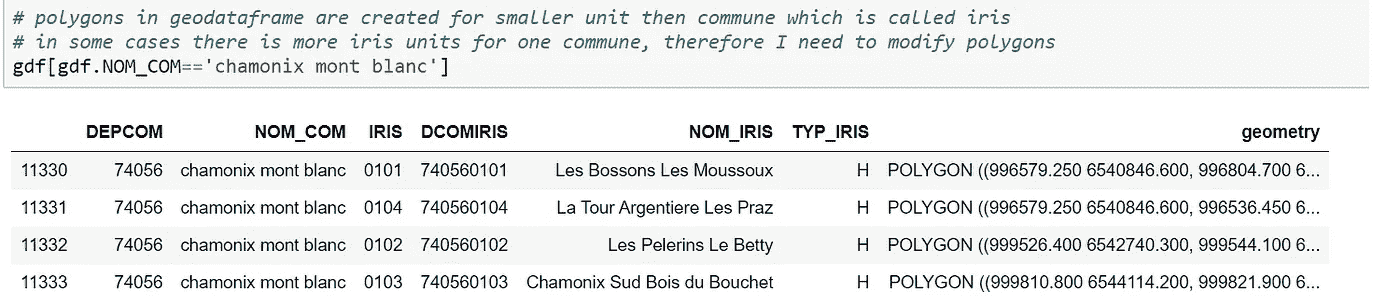 # polygons in geodataframe are created for smaller unit then commune which is called iris
# in some cases there is more iris units for one commune, therefore I need to modify polygons
gdf[gdf.NOM_COM=='chamonix mont blanc']
DEPCOM NOM_COM IRIS DCOMIRIS NOM_IRIS TYP_IRIS geometry
11330 74056 chamonix mont blanc 0101 740560101 Les Bossons Les Moussoux H POLYGON ((996579.250 6540846.600, 996804.700 6...
11331 74056 chamonix mont blanc 0104 740560104 La Tour Argentiere Les Praz H POLYGON ((996579.250 6540846.600, 996536.450 6...
11332 74056 chamonix mont blanc 0102 740560102 Les Pelerins Le Betty H POLYGON ((999526.400 6542740.300, 999544.100 6...
11333 74056 chamonix mont blanc 0103 740560103 Chamonix Sud Bois du Bouchet H POLYGON ((999810.800 6544114.200, 999821.900 6...